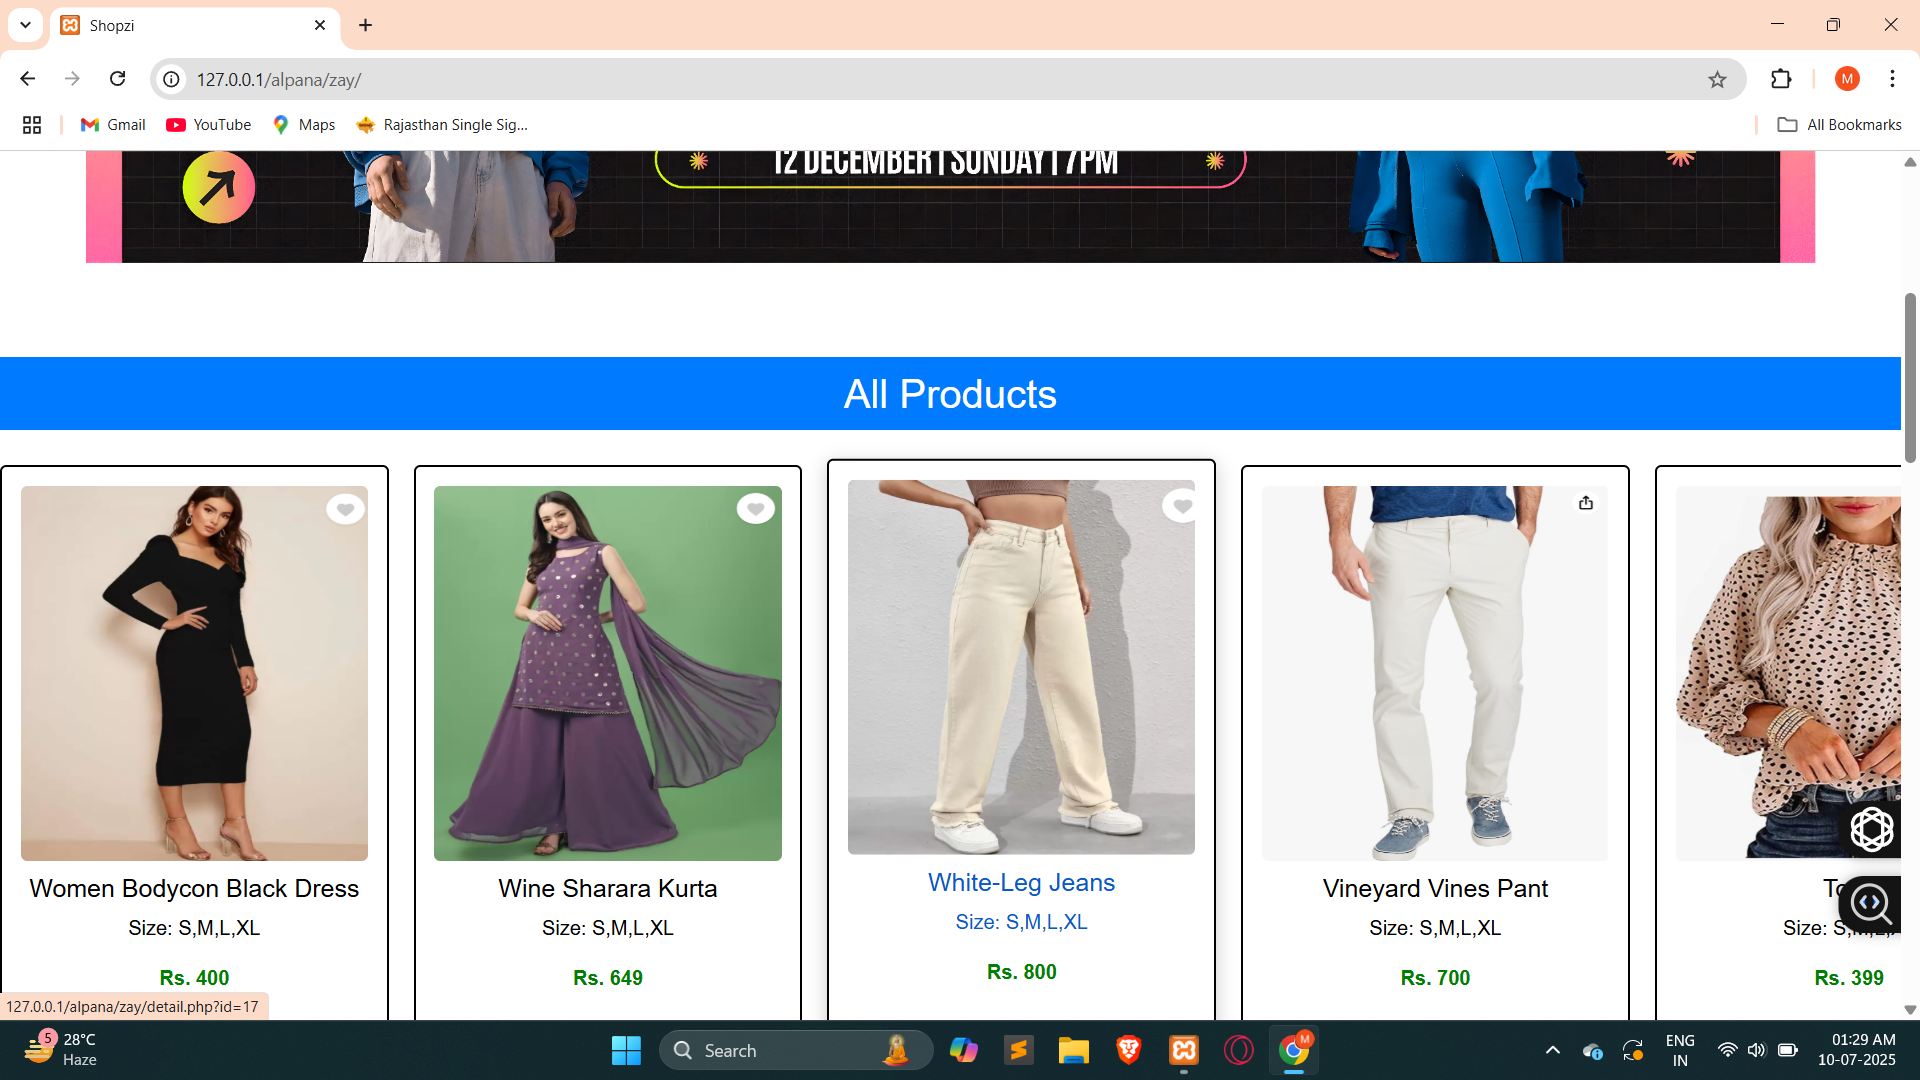 Shopzi
127.0.0.1/alpana/zay/
M
Gmail
YouTube
Maps
Rajasthan Single Sig...
All Bookmarks
12 DECEMBER | SUNDAY | 7PM
All Products
Women Bodycon Black Dress
Size: S,M,L,XL
Rs. 400
Wine Sharara Kurta
Size: S,M,L,XL
Rs. 649
White-Leg Jeans
Size: S,M,L,XL
Rs. 800
Vineyard Vines Pant
Size: S,M,L,XL
Rs. 700
Size:
Rs. 399
127.0.0.1/alpana/zay/detail.php?id=17
5
28°C
Haze
Search
M
ENG
IN
01:29 AM
10-07-2025